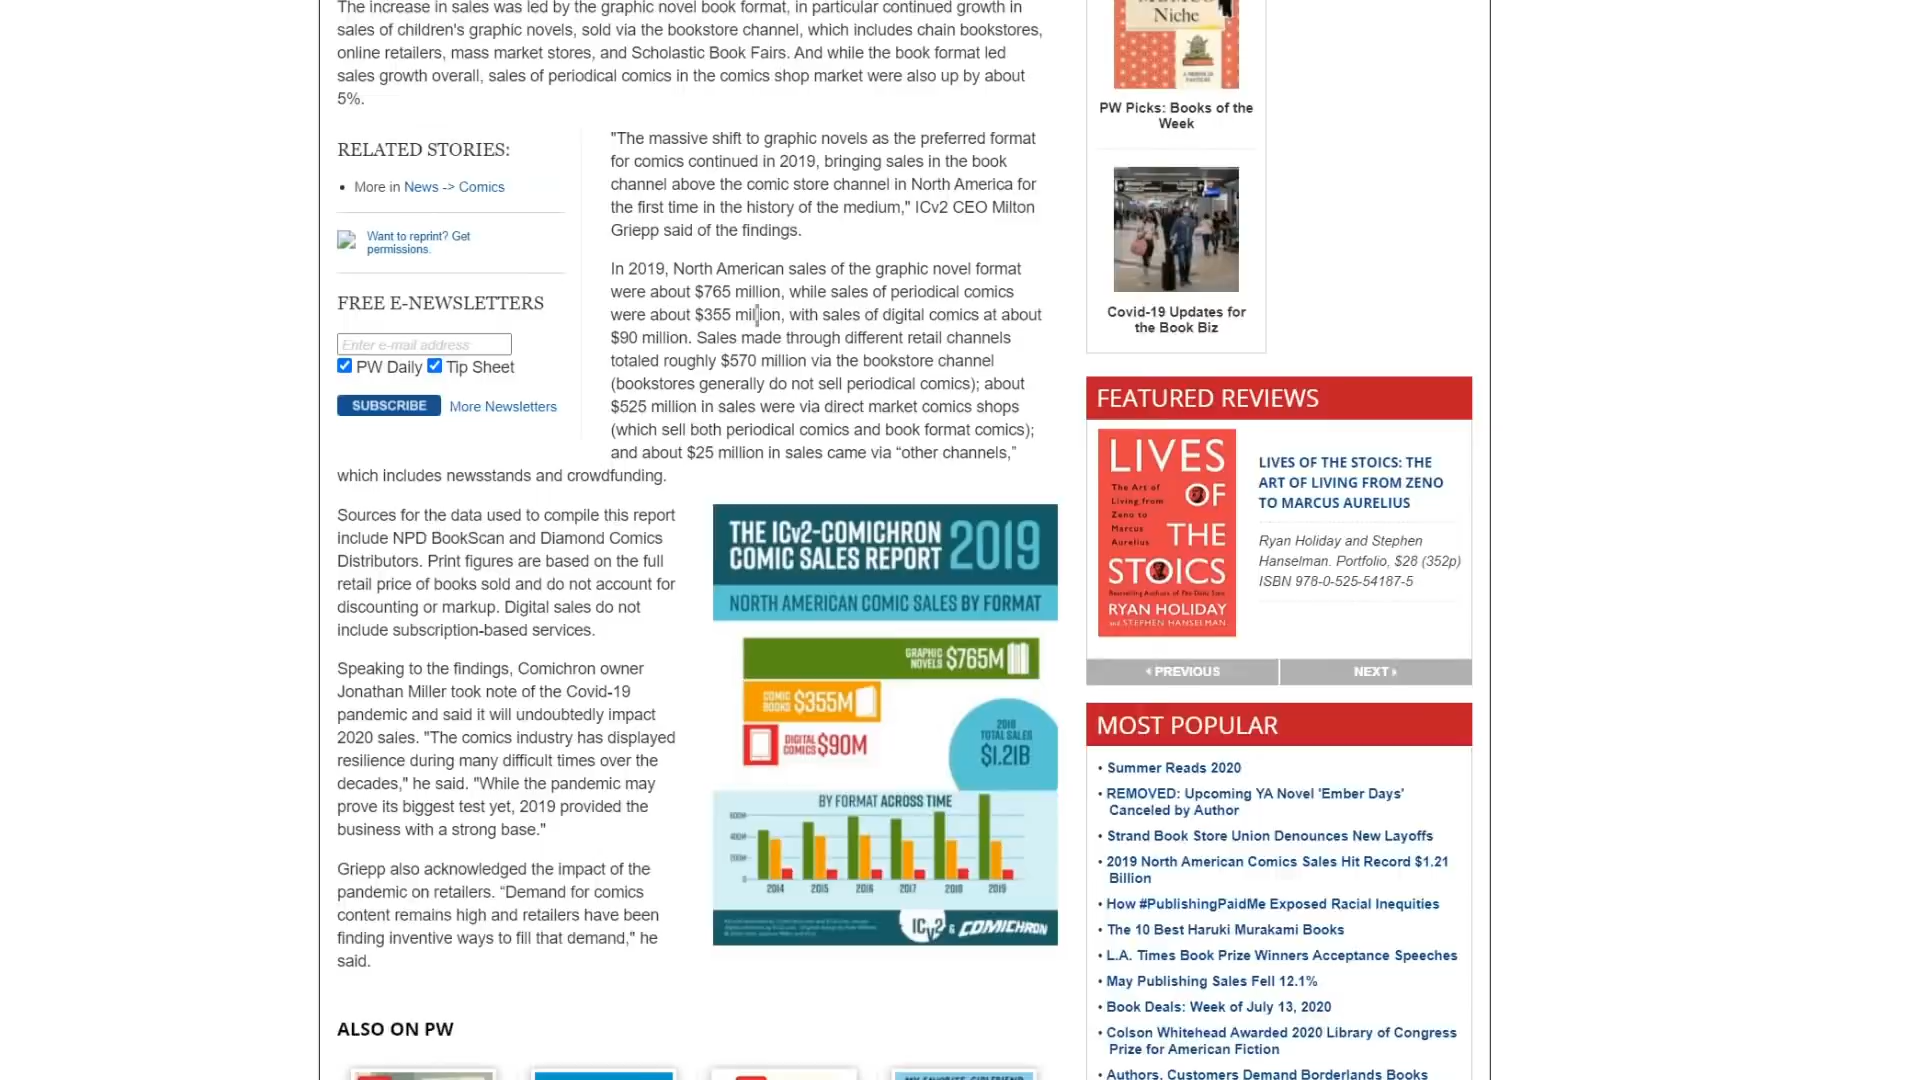 The increase in sales was led by the graphic novel book format, in particular continued growth in
sales of children's graphic novels, sold via the bookstore channel, which includes chain bookstores,
online retailers, mass market stores, and Scholastic Book Fairs. And while the book format led
sales growth overall, sales of periodical comics in the comics shop market were also up by about
5%.
RELATED STORIES:
• More in News -> Comics
Want to reprint? Get
permissions.
FREE E-NEWSLETTERS
Enter e-mail address
PW Daily Tip Sheet
SUBSCRIBE More Newsletters
"The massive shift to graphic novels as the preferred format
for comics continued in 2019, bringing sales in the book
channel above the comic store channel in North America for
the first time in the history of the medium," ICv2 CEO Milton
Griepp said of the findings.
In 2019, North American sales of the graphic novel format
were about $765 million, while sales of periodical comics
were about $355 million, with sales of digital comics at about
$90 million. Sales made through different retail channels
totaled roughly $570 million via the bookstore channel
(bookstores generally do not sell periodical comics); about
$525 million in sales were via direct market comics shops
(which sell both periodical comics and book format comics);
and about $25 million in sales came via “other channels,”
which includes newsstands and crowdfunding.
Sources for the data used to compile this report
include NPD BookScan and Diamond Comics
Distributors. Print figures are based on the full
retail price of books sold and do not account for
discounting or markup. Digital sales do not
include subscription-based services.
Speaking to the findings, Comichron owner
Jonathan Miller took note of the Covid-19
pandemic and said it will undoubtedly impact
2020 sales. "The comics industry has displayed
resilience during many difficult times over the
decades," he said. "While the pandemic may
prove its biggest test yet, 2019 provided the
business with a strong base."
Griepp also acknowledged the impact of the
pandemic on retailers. “Demand for comics
content remains high and retailers have been
finding inventive ways to fill that demand," he
said.
THE ICv2-COMICHRON
COMIC SALES REPORT 2019
NORTH AMERICAN COMIC SALES BY FORMAT
GRAPHIC
NOVELS $765M
COMIC
BOOKS $355M
DIGITAL
COMICS $90M
TOTAL SALES
$1.21B
BY FORMAT ACROSS TIME
600M
400M
200M
0
2014 2015 2016 2017 2018 2019
ICv2 & COMICHRON
ALSO ON PW
Niche
PW Picks: Books of the
Week
Covid-19 Updates for
the Book Biz
FEATURED REVIEWS
LIVES
OF
THE
STOICS
The Art of
Living from
Zeno to
Marcus
Aurelius
RYAN HOLIDAY
and STEPHEN HANSELMAN
LIVES OF THE STOICS: THE
ART OF LIVING FROM ZENO
TO MARCUS AURELIUS
Ryan Holiday and Stephen
Hanselman. Portfolio, $28 (352p)
ISBN 978-0-525-54187-5
PREVIOUS NEXT
MOST POPULAR
• Summer Reads 2020
• REMOVED: Upcoming YA Novel 'Ember Days'
Canceled by Author
• Strand Book Store Union Denounces New Layoffs
• 2019 North American Comics Sales Hit Record $1.21
Billion
• How #PublishingPaidMe Exposed Racial Inequities
• The 10 Best Haruki Murakami Books
• L.A. Times Book Prize Winners Acceptance Speeches
• May Publishing Sales Fell 12.1%
• Book Deals: Week of July 13, 2020
• Colson Whitehead Awarded 2020 Library of Congress
Prize for American Fiction
• Authors, Customers Demand Borderlands Books